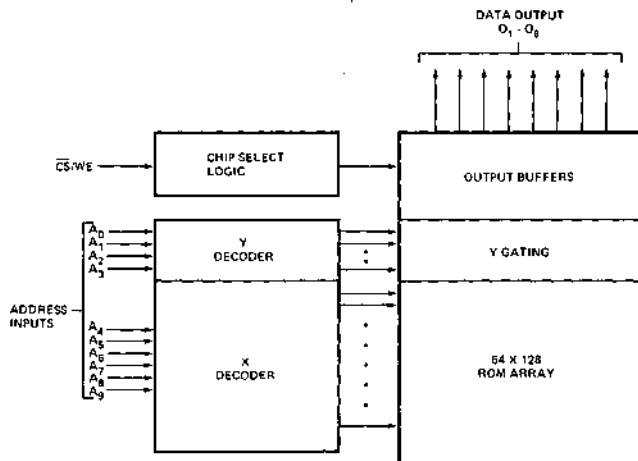 DATA OUTPUT
O1 - O8
CS/WE
CHIP SELECT
LOGIC
OUTPUT BUFFERS
A0
A1
A2
A3
Y
DECODER
Y GATING
ADDRESS
INPUTS
A4
A5
A6
A7
A8
A9
X
DECODER
64 X 128
ROM ARRAY